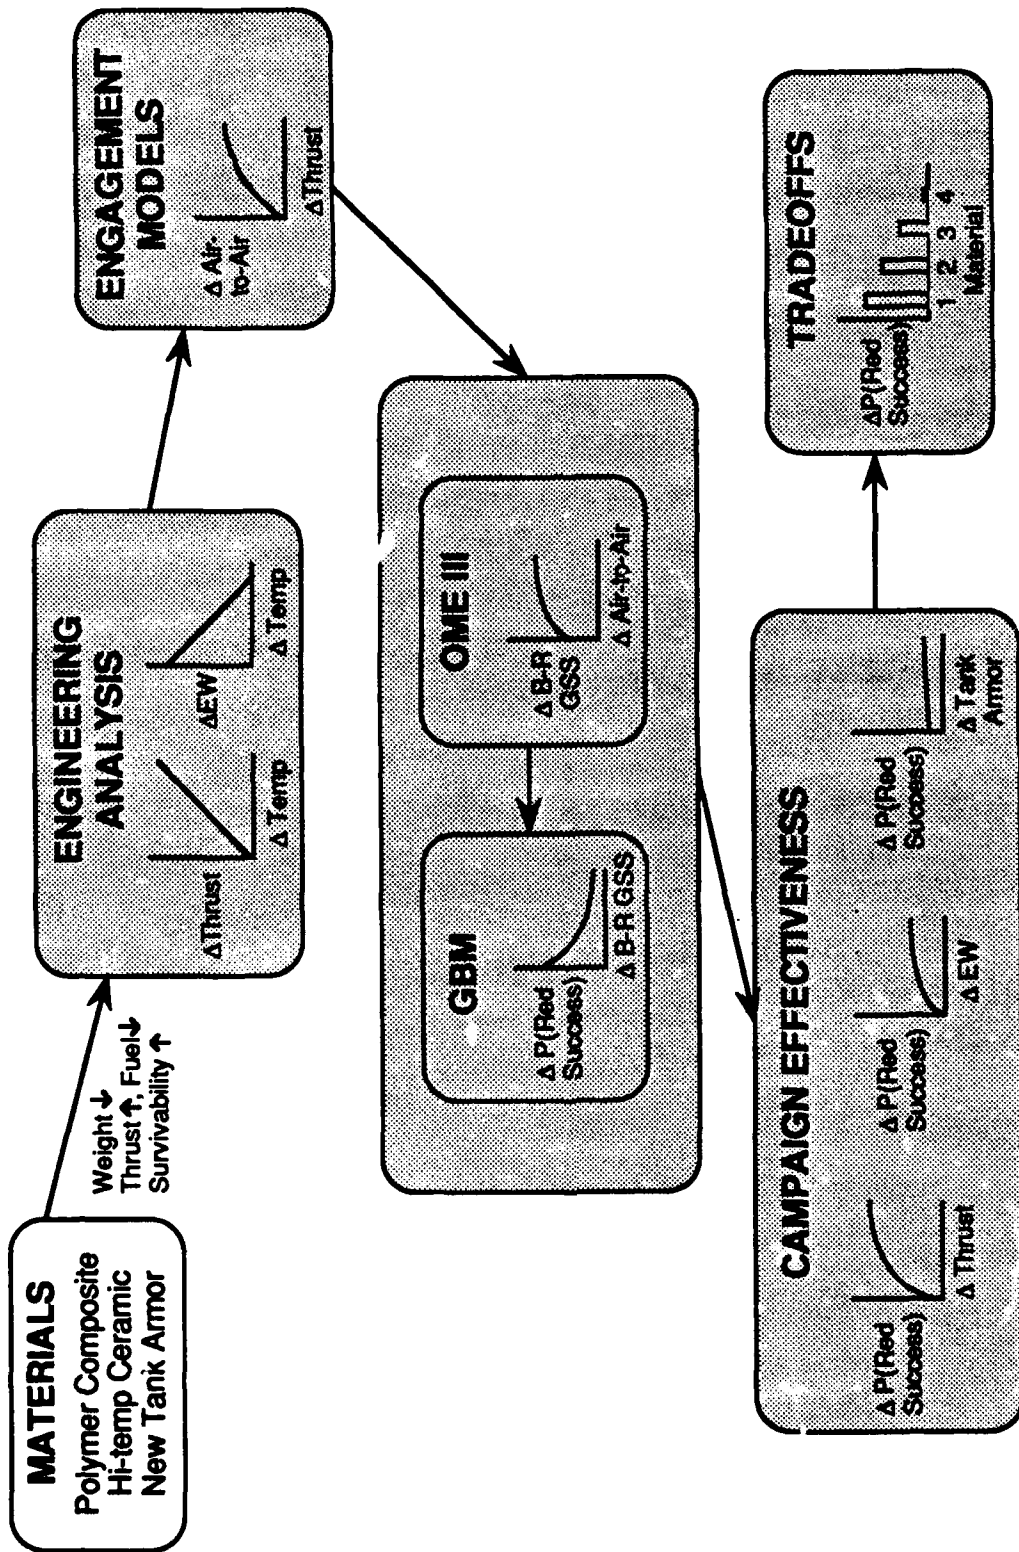 MATERIALS
Polymer Composite
Hi-temp Ceramic
New Tank Armor
Weight ↓
Thrust ↑, Fuel ↓
Survivability ↑
ENGINEERING
ANALYSIS
ΔThrust
Δ Temp
ΔEW
Δ Temp
ENGAGEMENT
MODELS
Δ Air-
to-Air
ΔThrust
GBM
Δ P(Red
Success)
Δ B-R GSS
OME III
Δ B-R
GSS
Δ Air-to-Air
CAMPAIGN EFFECTIVENESS
Δ P(Red
Success)
Δ Thrust
Δ P(Red
Success)
Δ EW
Δ P(Red
Success)
Δ Tank
Armor
TRADEOFFS
ΔP(Red
Success)
1 2 3 4
Material